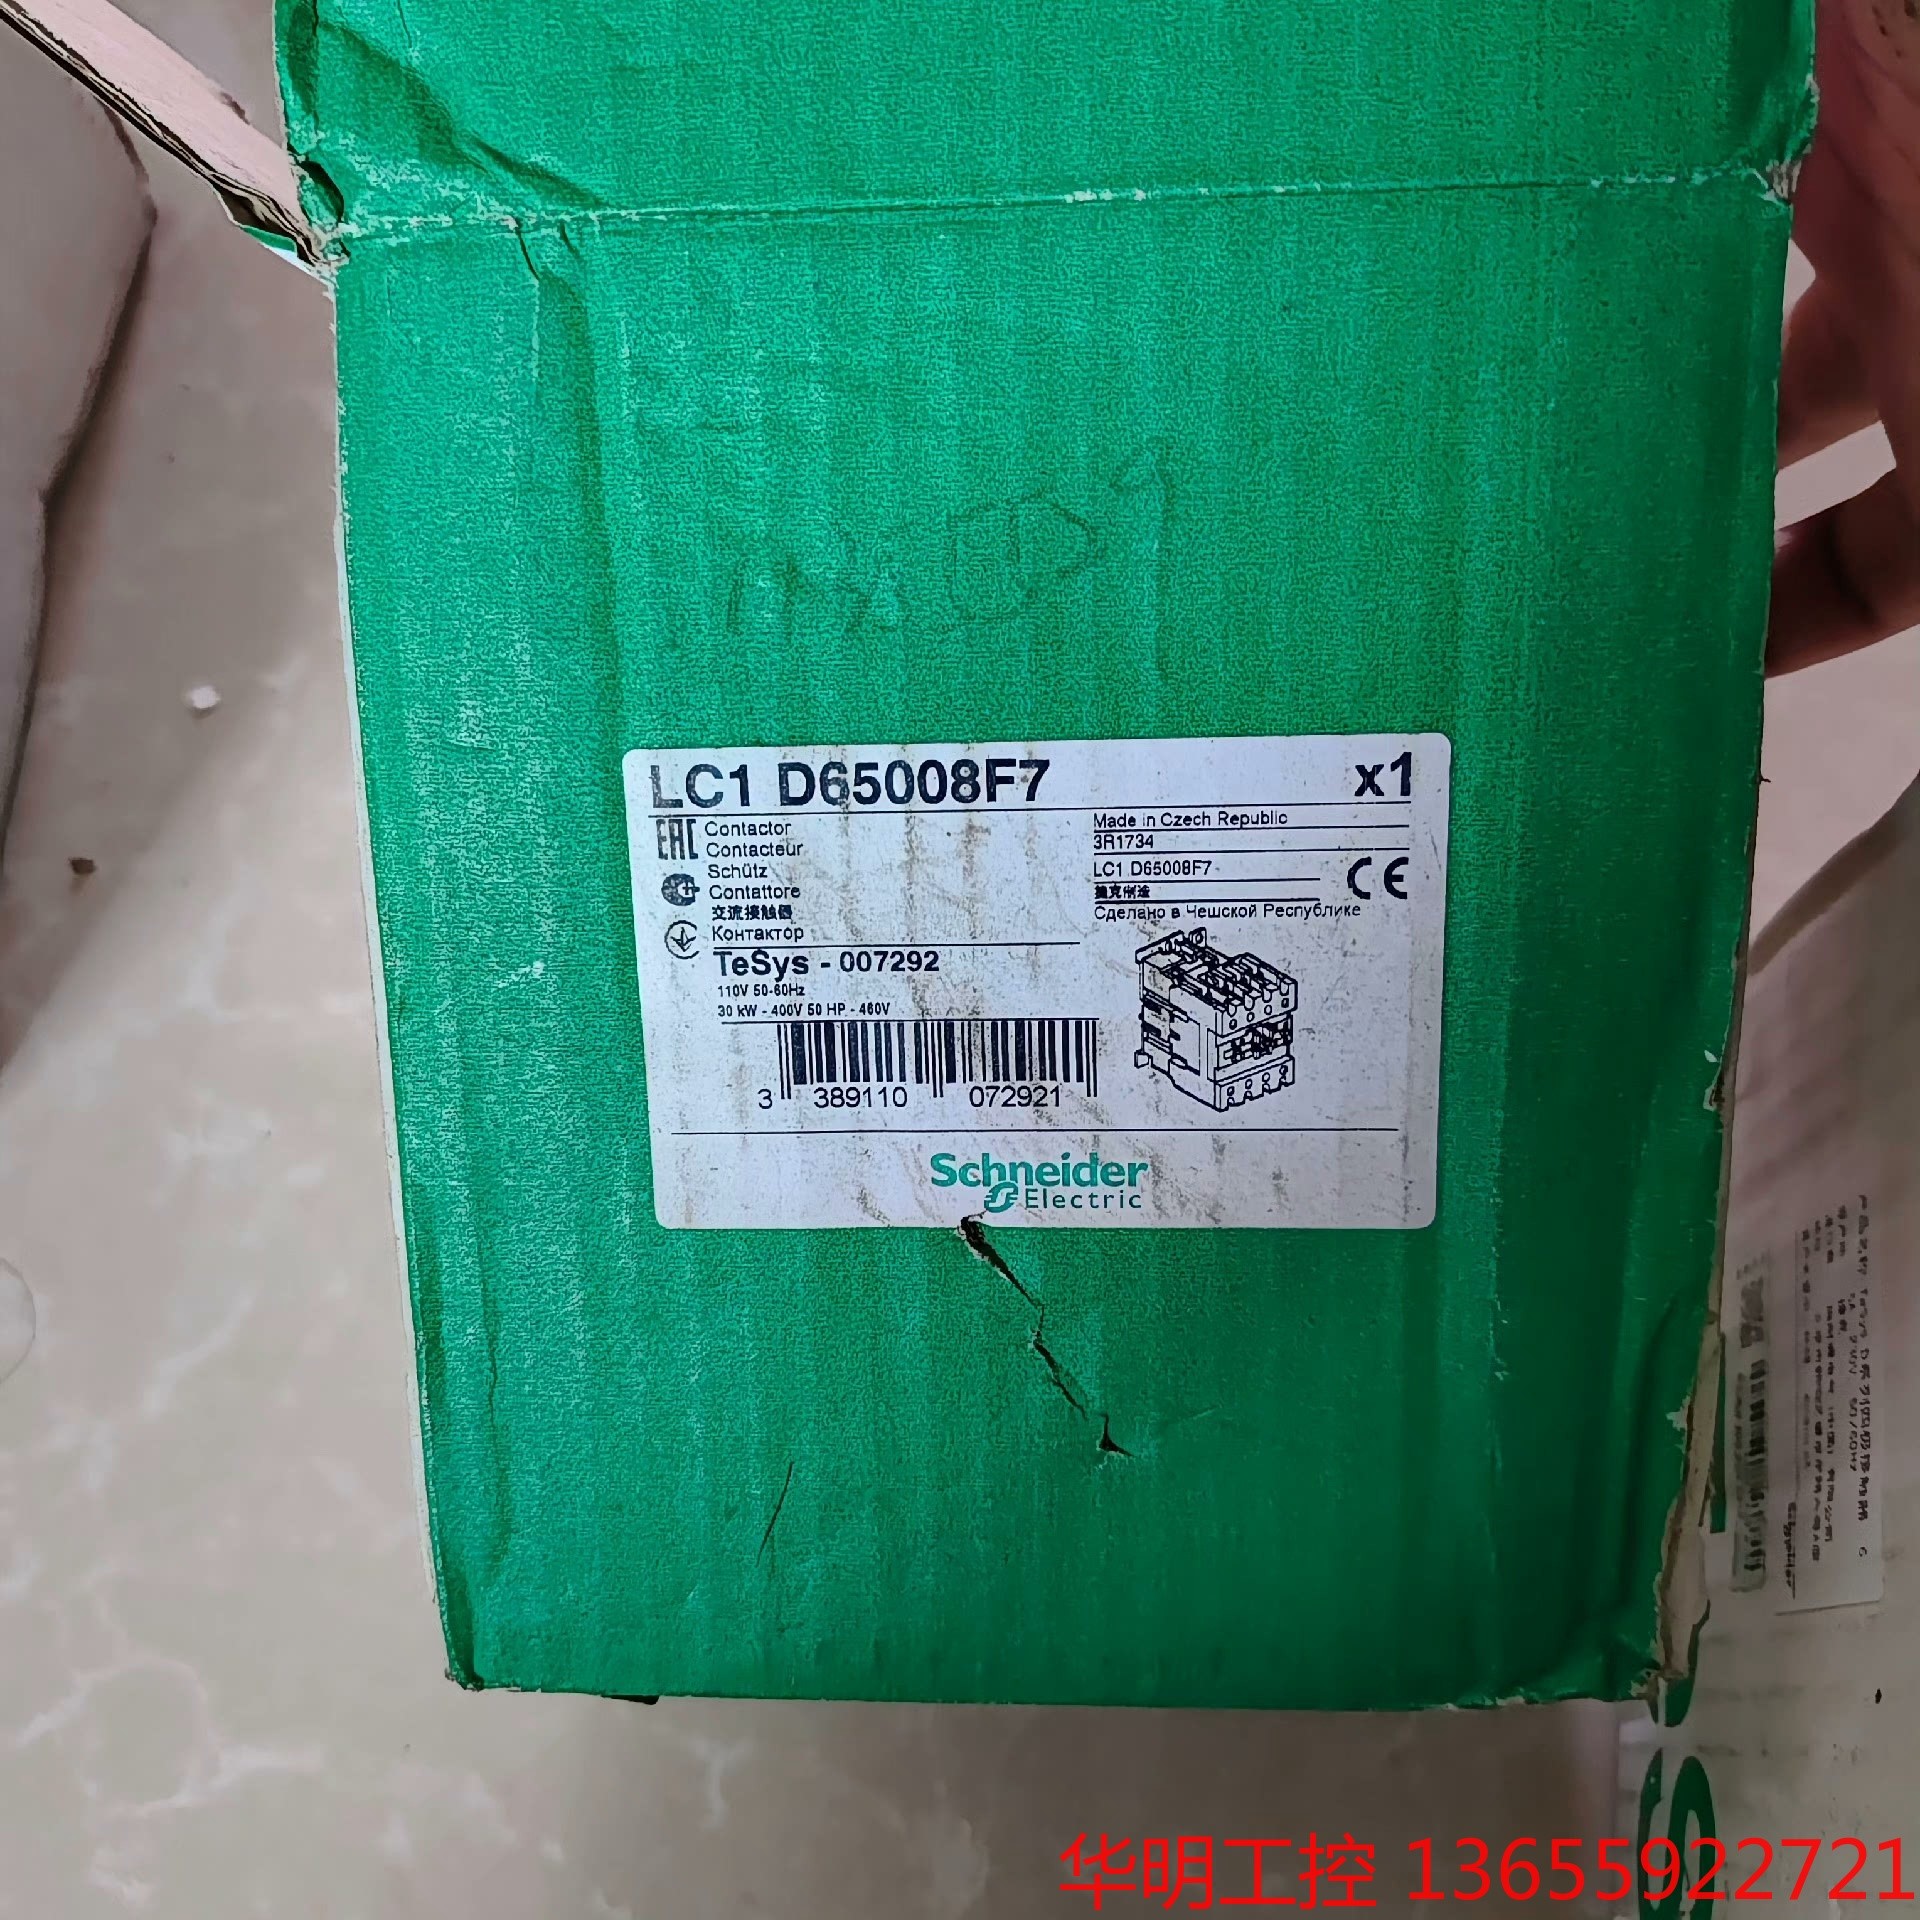 LC1 D65008F7
x1
EAC
Contactor
Contacteur
Schütz
Contattore
交流接触器
Контактор
TeSys - 007292
110V 50-60Hz
30 kW - 400V 50 HP - 460V
3 389110 072921
Made in Czech Republic
3R1734
LC1 D65008F7
捷克制造
CE
Сделано в Чешской Республике
Schneider
Electric
华明工控 13655922721